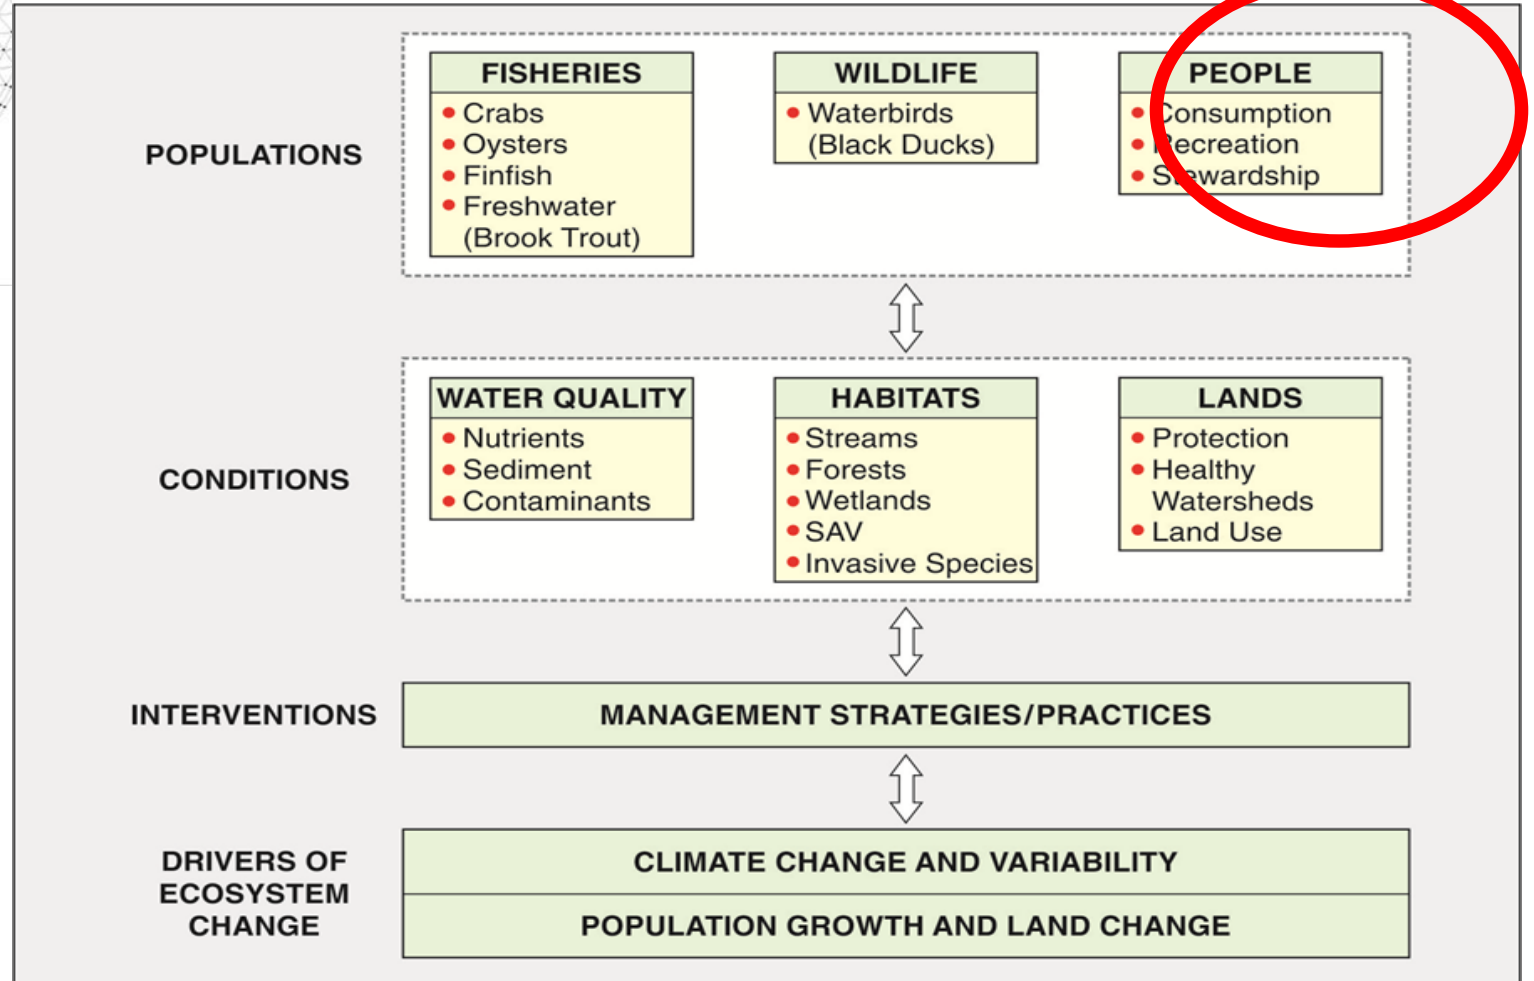 POPULATIONS
FISHERIES
• Crabs
• Oysters
• Finfish
• Freshwater
(Brook Trout)
WILDLIFE
• Waterbirds
(Black Ducks)
PEOPLE
• Consumption
• Recreation
• Stewardship
CONDITIONS
WATER QUALITY
• Nutrients
• Sediment
• Contaminants
HABITATS
• Streams
• Forests
• Wetlands
• SAV
• Invasive Species
LANDS
• Protection
• Healthy
Watersheds
• Land Use
INTERVENTIONS
MANAGEMENT STRATEGIES/PRACTICES
DRIVERS OF
ECOSYSTEM
CHANGE
CLIMATE CHANGE AND VARIABILITY
POPULATION GROWTH AND LAND CHANGE